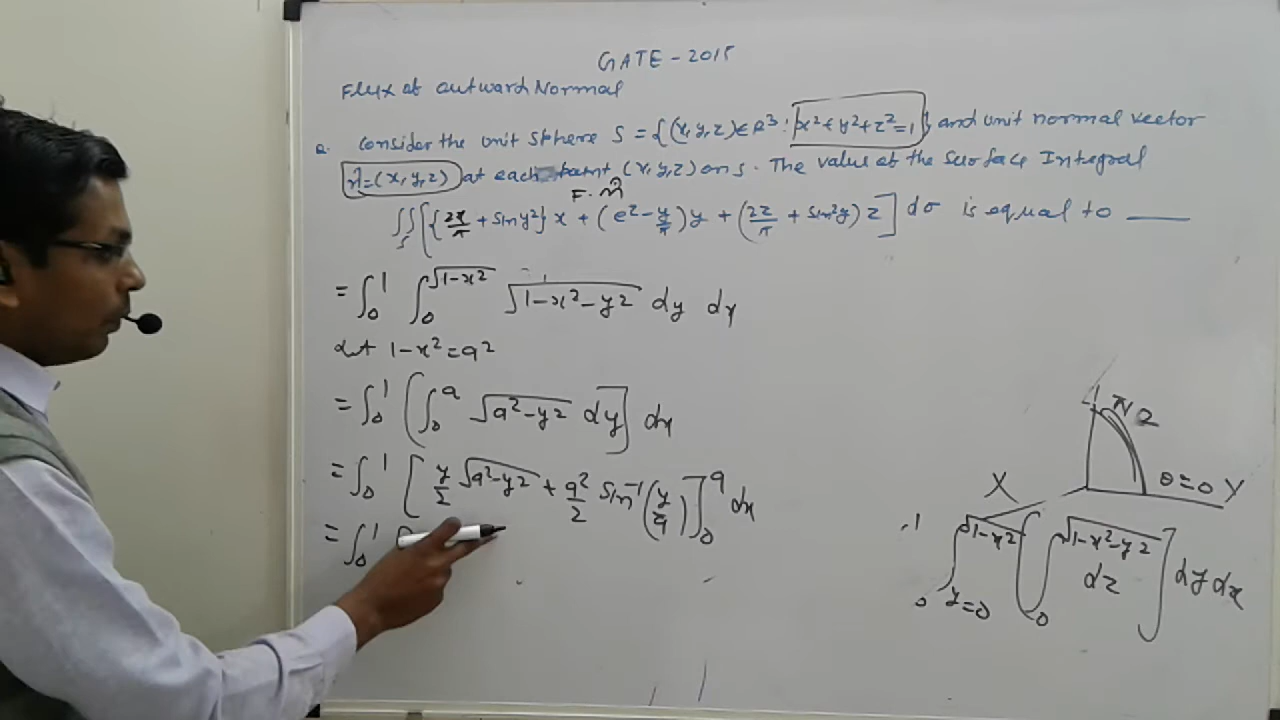 GATE - 2015
Flux of outward Normal
Q. Consider the unit sphere S = {(x,y,z) ∈ R³ : x²+y²+z²=1} and unit normal vector
n̂=(x,y,z) at each point (x,y,z) on S. The value of the surface Integral
F. n̂
∬_S [{2x/π + sin y²} x + (e^z - y/π) y + (2z/π + sin²y) z] dσ is equal to ____
= ∫₀¹ ∫₀^√(1-x²) √(1-x²-y²) dy dx
Let 1-x²=a²
= ∫₀¹ [∫₀^a √(a²-y²) dy] dx
= ∫₀¹ [y/2 √(a²-y²) + a²/2 sin⁻¹(y/a)]₀^a dx
= ∫₀¹ [
π/2
θ=0 Y
X
∫₀¹ ∫_{y=0}^√(1-x²) [∫₀^√(1-x²-y²) dz] dy dx